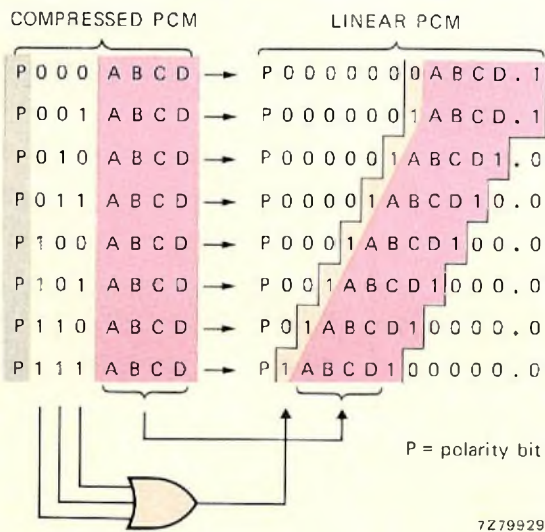 COMPRESSED PCM LINEAR PCM
P 0 0 0 A B C D → P 0 0 0 0 0 0 0 A B C D . 1
P 0 0 1 A B C D → P 0 0 0 0 0 0 1 A B C D . 1
P 0 1 0 A B C D → P 0 0 0 0 0 1 A B C D 1 . 0
P 0 1 1 A B C D → P 0 0 0 0 1 A B C D 1 0 . 0
P 1 0 0 A B C D → P 0 0 0 1 A B C D 1 0 0 . 0
P 1 0 1 A B C D → P 0 0 1 A B C D 1 0 0 0 . 0
P 1 1 0 A B C D → P 0 1 A B C D 1 0 0 0 0 . 0
P 1 1 1 A B C D → P 1 A B C D 1 0 0 0 0 0 . 0
P = polarity bit
7Z79929